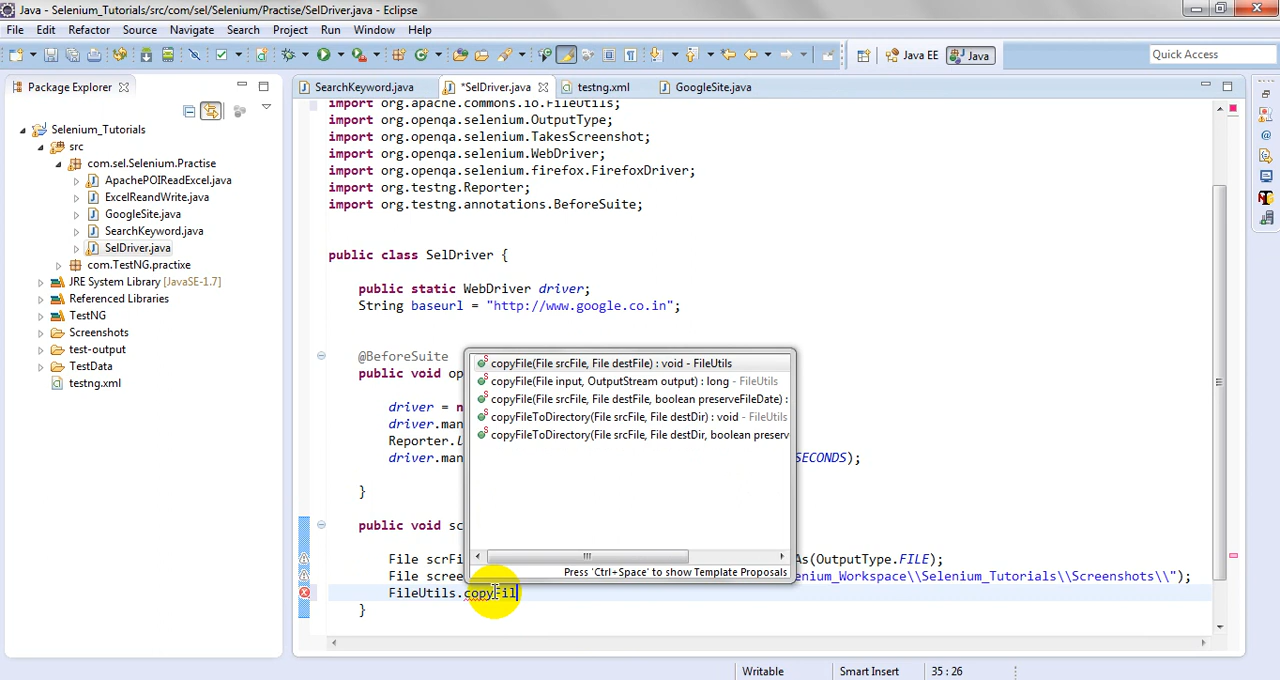 Java - Selenium_Tutorials/src/com/sel/Selenium/Practise/SelDriver.java - Eclipse
File Edit Refactor Source Navigate Search Project Run Window Help
Java EE Java Quick Access
Package Explorer
SearchKeyword.java *SelDriver.java testng.xml GoogleSite.java
Selenium_Tutorials
src
com.sel.Selenium.Practise
ApachePOIReadExcel.java
ExcelReandWrite.java
GoogleSite.java
SearchKeyword.java
SelDriver.java
com.TestNG.practixe
JRE System Library [JavaSE-1.7]
Referenced Libraries
TestNG
Screenshots
test-output
TestData
testng.xml
import org.apache.commons.io.FileUtils;
import org.openqa.selenium.OutputType;
import org.openqa.selenium.TakesScreenshot;
import org.openqa.selenium.WebDriver;
import org.openqa.selenium.firefox.FirefoxDriver;
import org.testng.Reporter;
import org.testng.annotations.BeforeSuite;
public class SelDriver {
public static WebDriver driver;
String baseurl = "http://www.google.co.in";
@BeforeSuite
public void op
driver = n
driver.man
Reporter.l
driver.man SECONDS);
}
public void sc
File scrFi As(OutputType.FILE);
File scree enium_Workspace\\Selenium_Tutorials\\Screenshots\\");
FileUtils.copyFil
}
copyFile(File srcFile, File destFile) : void - FileUtils
copyFile(File input, OutputStream output) : long - FileUtils
copyFile(File srcFile, File destFile, boolean preserveFileDate) :
copyFileToDirectory(File srcFile, File destDir) : void - FileUtils
copyFileToDirectory(File srcFile, File destDir, boolean preserv
Press 'Ctrl+Space' to show Template Proposals
Writable Smart Insert 35 : 26